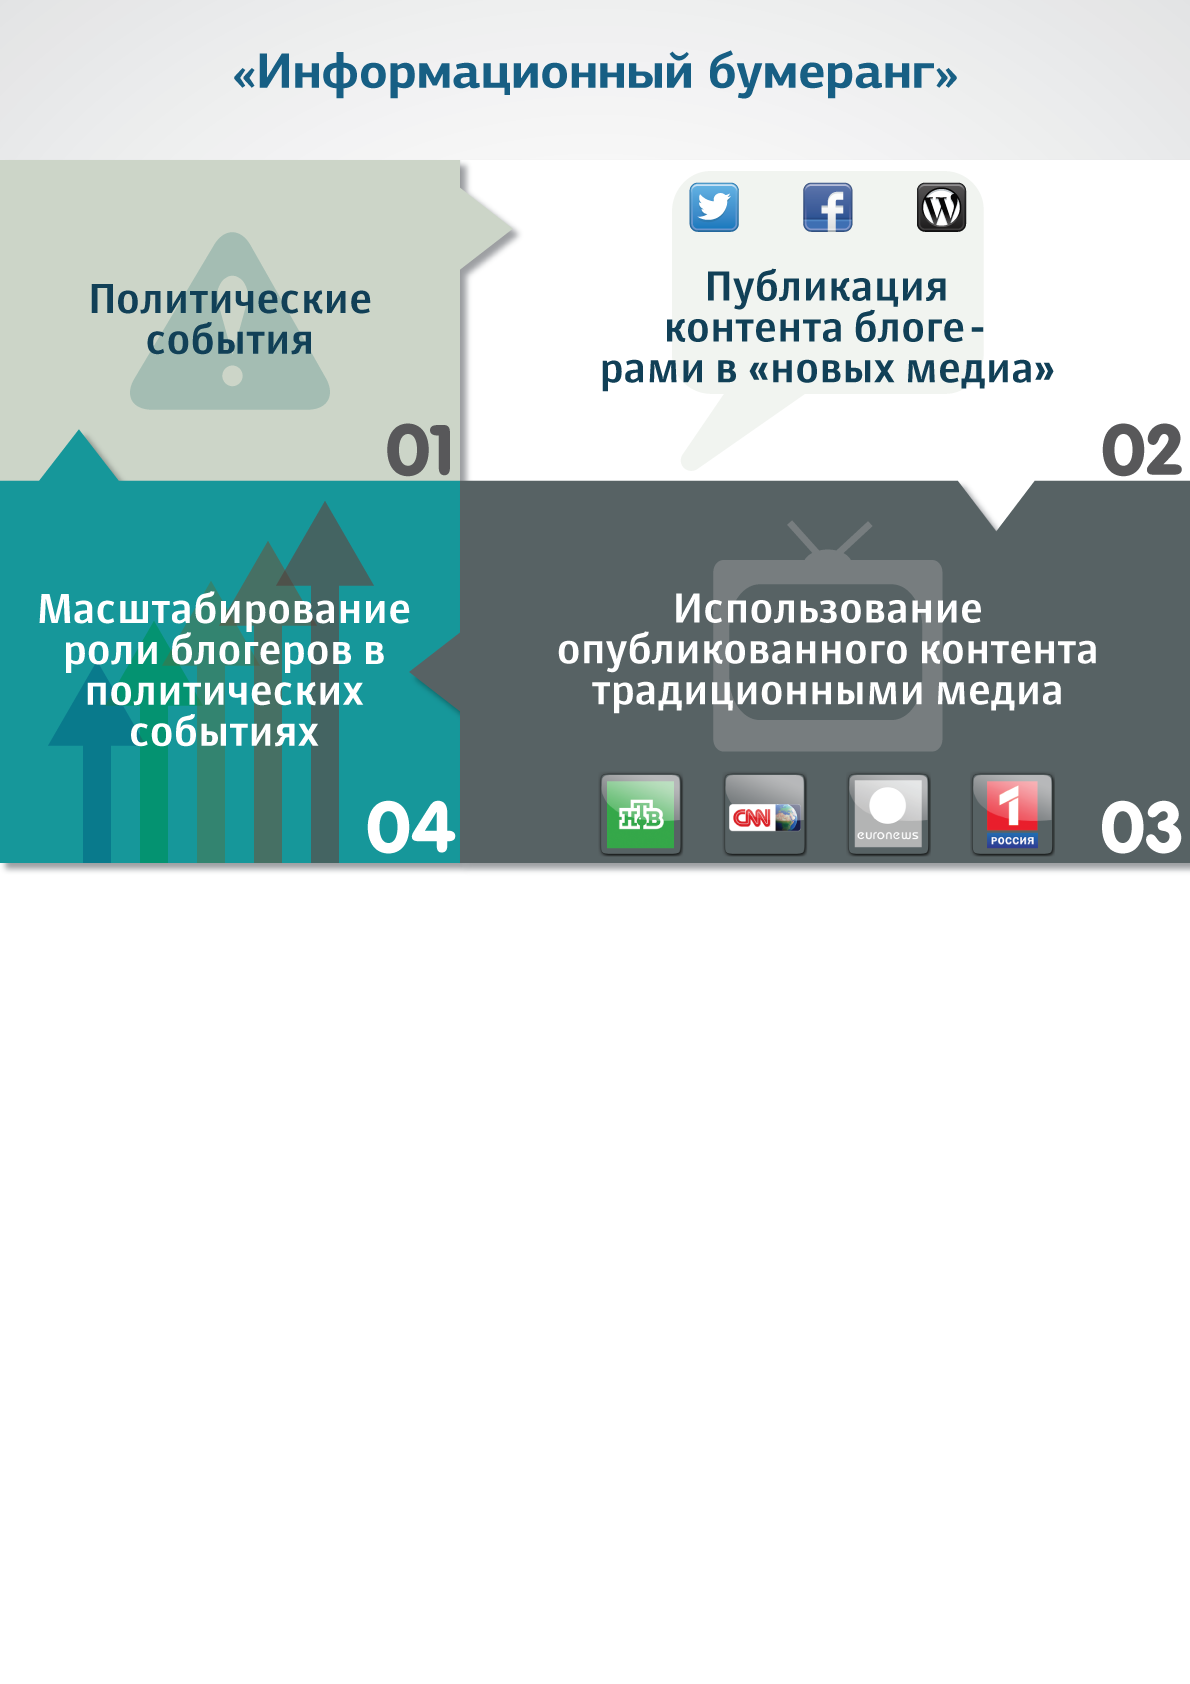 «Информационный бумеранг»
Политические
события
01
Публикация
контента блоге-
рами в «новых медиа»
02
Использование
опубликованного контента
традиционными медиа
НТВ
CNN
euronews
1
РОССИЯ
03
Масштабирование
роли блогеров в
политических
событиях
04